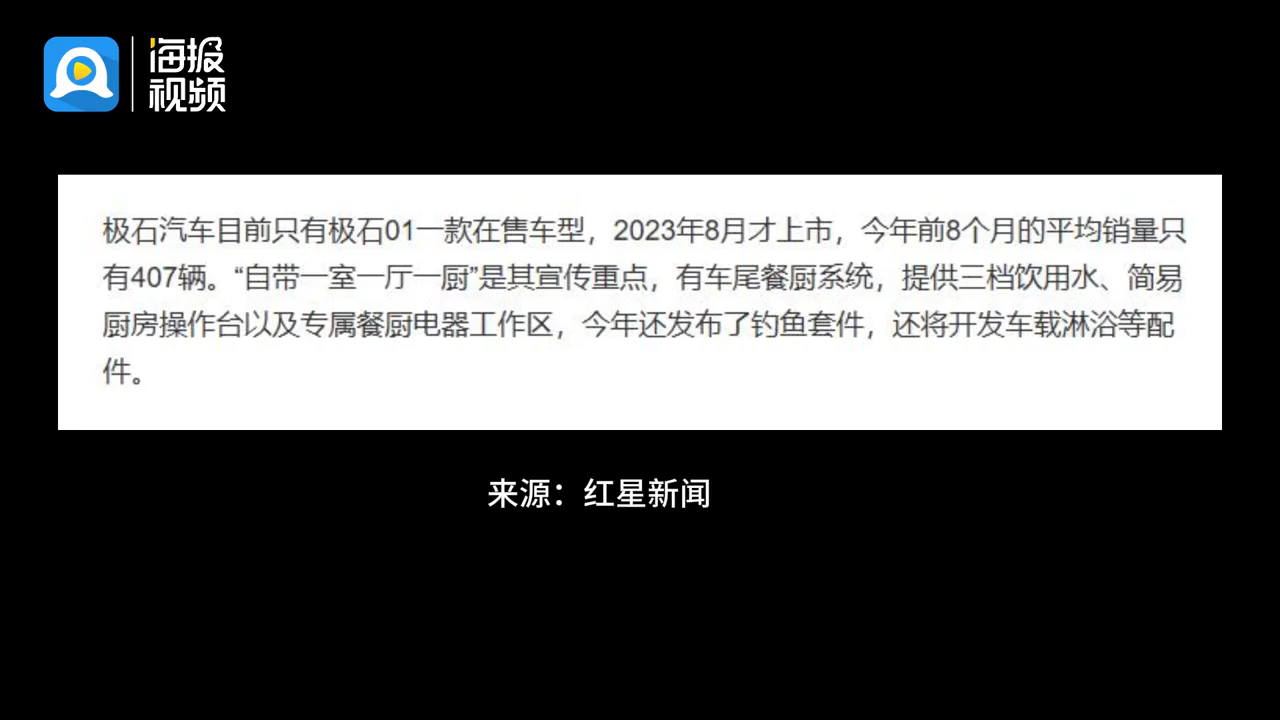 海报
视频
极石汽车目前只有极石01一款在售车型，2023年8月才上市，今年前8个月的平均销量只
有407辆。“自带一室一厅一厨”是其宣传重点，有车尾餐厨系统，提供三档饮用水、简易
厨房操作台以及专属餐厨电器工作区，今年还发布了钓鱼套件，还将开发车载淋浴等配
件。
来源：红星新闻